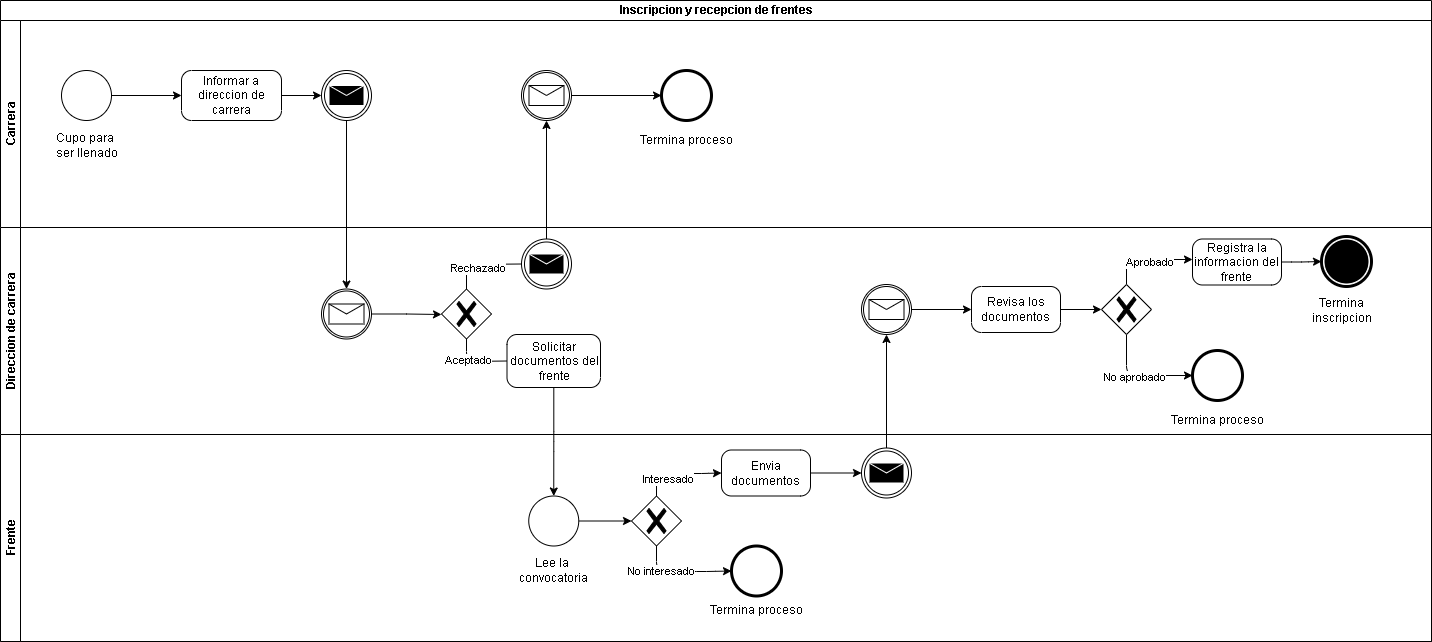 Inscripcion y recepcion de frentes
Carrera
Cupo para
ser llenado
Informar a
direccion de
carrera
Termina proceso
Direccion de carrera
Rechazado
Aceptado
Solicitar
documentos del
frente
Revisa los
documentos
Aprobado
Registra la
informacion del
frente
Termina
inscripcion
No aprobado
Termina proceso
Frente
Lee la
convocatoria
Interesado
Envia
documentos
No interesado
Termina proceso